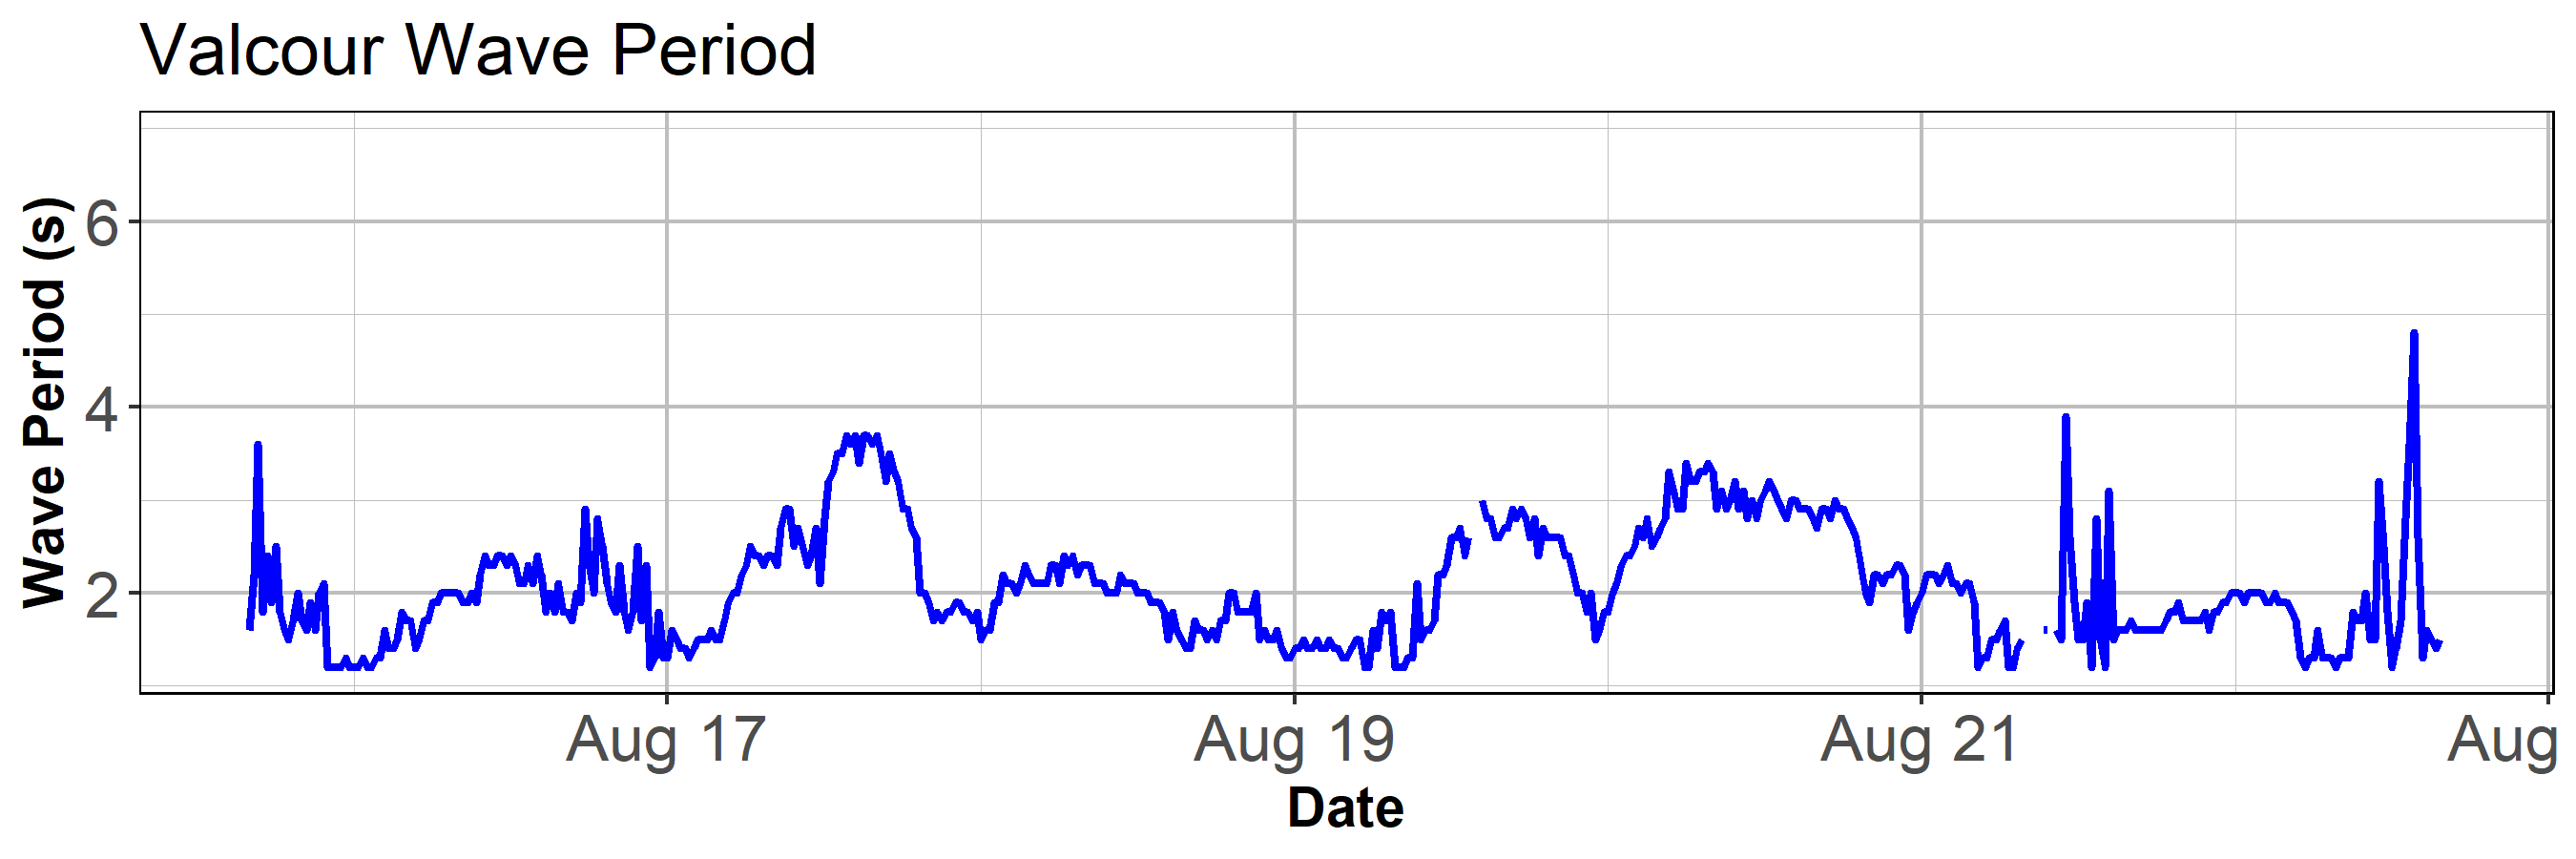 Valcour Wave Period
Wave Period (s)
6
4
2
Aug 17
Aug 19
Aug 21
Aug
Date